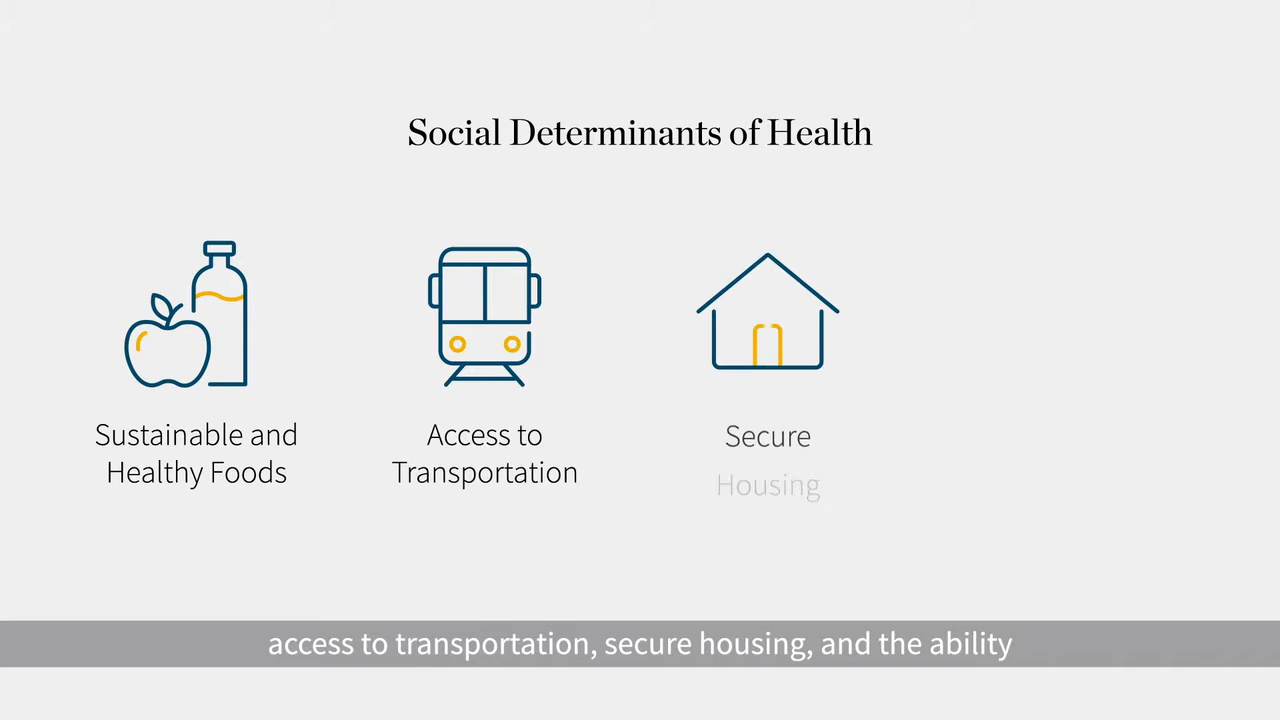 Social Determinants of Health
Sustainable and
Healthy Foods
Access to
Transportation
Secure
Housing
access to transportation, secure housing, and the ability